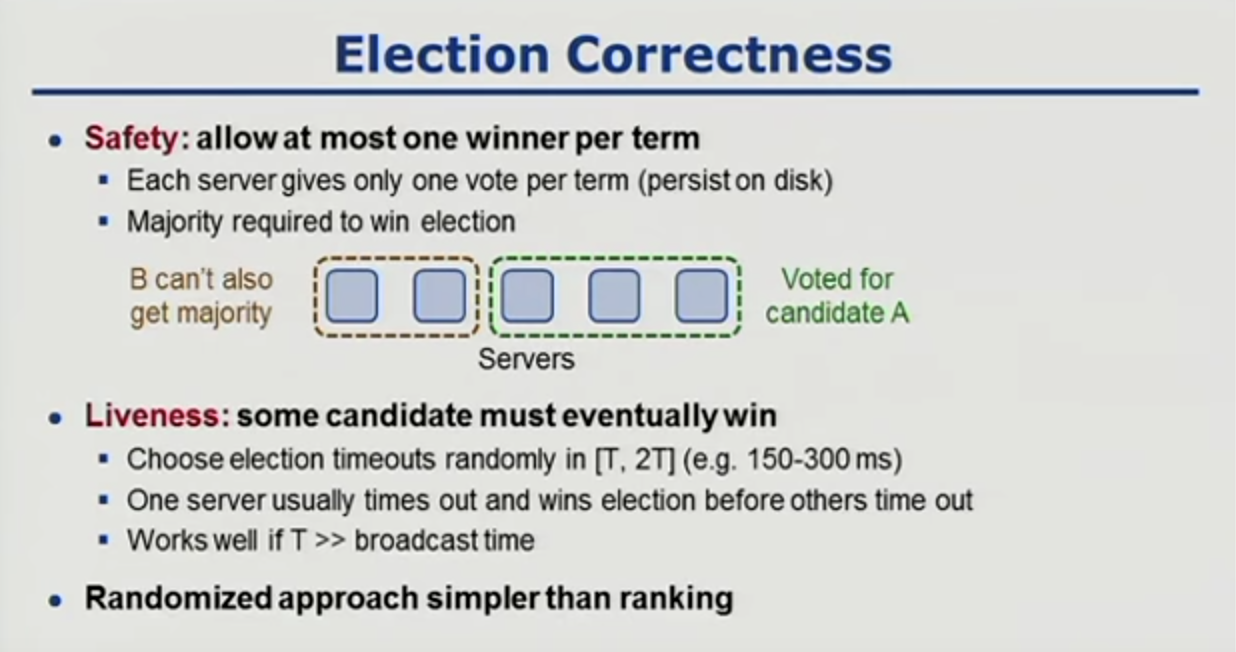 Election Correctness
• Safety: allow at most one winner per term
▪ Each server gives only one vote per term (persist on disk)
▪ Majority required to win election
B can't also
get majority
Voted for
candidate A
Servers
• Liveness: some candidate must eventually win
▪ Choose election timeouts randomly in [T, 2T] (e.g. 150-300 ms)
▪ One server usually times out and wins election before others time out
▪ Works well if T >> broadcast time
• Randomized approach simpler than ranking